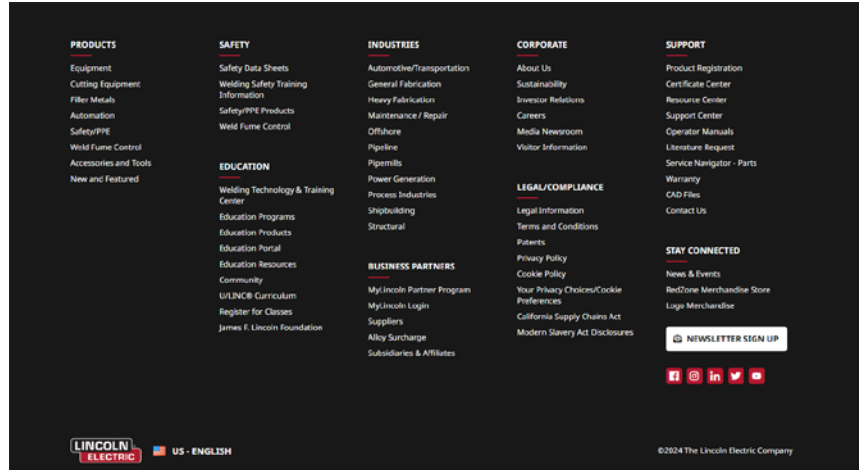 PRODUCTS
Equipment
Cutting Equipment
Filler Metals
Automation
Safety/PPE
Weld Fume Control
Accessories and Tools
New and Featured
SAFETY
Safety Data Sheets
Welding Safety Training
Information
Safety/PPE Products
Weld Fume Control
EDUCATION
Welding Technology & Training
Center
Education Programs
Education Products
Education Portal
Education Resources
Community
U/LINC® Curriculum
Register for Classes
James F. Lincoln Foundation
INDUSTRIES
Automotive/Transportation
General Fabrication
Heavy Fabrication
Maintenance / Repair
Offshore
Pipeline
Pipemills
Power Generation
Process Industries
Shipbuilding
Structural
BUSINESS PARTNERS
MyLincoln Partner Program
MyLincoln Login
Suppliers
Alloy Surcharge
Subsidiaries & Affiliates
CORPORATE
About Us
Sustainability
Investor Relations
Careers
Media Newsroom
Visitor Information
LEGAL/COMPLIANCE
Legal Information
Terms and Conditions
Patents
Privacy Policy
Cookie Policy
Your Privacy Choices/Cookie
Preferences
California Supply Chains Act
Modern Slavery Act Disclosures
SUPPORT
Product Registration
Certificate Center
Resource Center
Support Center
Operator Manuals
Literature Request
Service Navigator - Parts
Warranty
CAD Files
Contact Us
STAY CONNECTED
News & Events
RedZone Merchandise Store
Logo Merchandise
NEWSLETTER SIGN UP
LINCOLN
ELECTRIC
US - ENGLISH
©2024 The Lincoln Electric Company